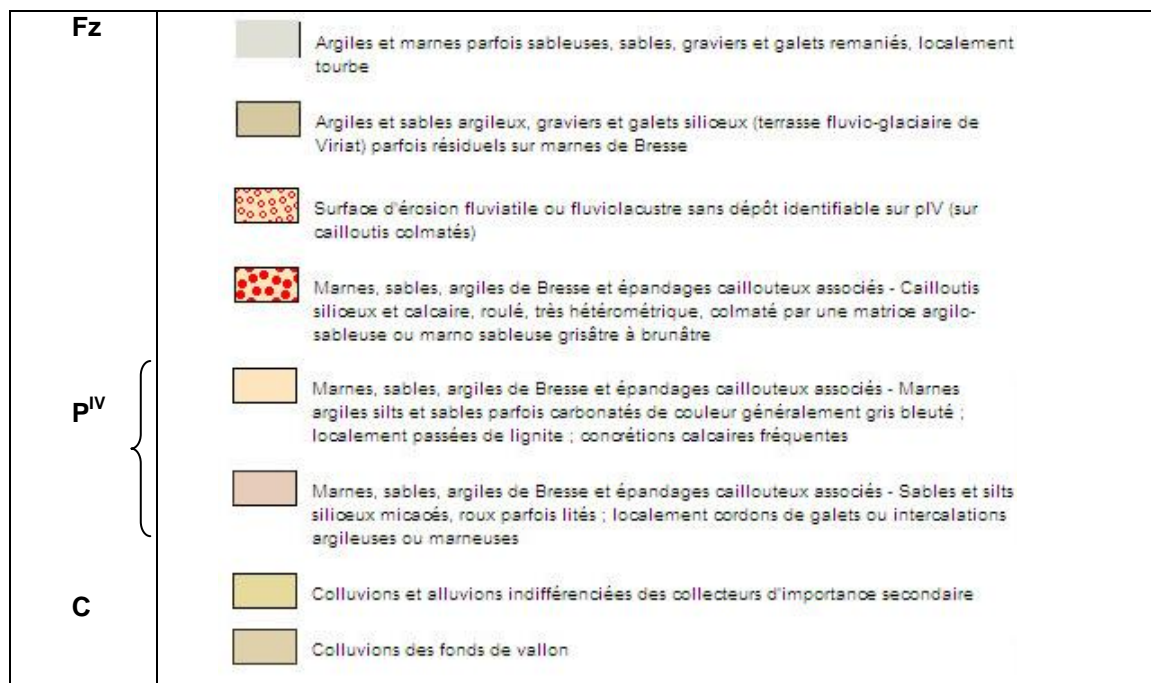 Fz
Argiles et marnes parfois sableuses, sables, graviers et galets remaniés, localement
tourbe
Argiles et sables argileux, graviers et galets siliceux (terrasse fluvio-glaciaire de
Viriat) parfois résiduels sur marnes de Bresse
Surface d'érosion fluviatile ou fluviolacustre sans dépôt identifiable sur pIV (sur
cailloutis colmatés)
Marnes, sables, argiles de Bresse et épandages caillouteux associés - Cailloutis
siliceux et calcaire, roulé, très hétérométrique, colmaté par une matrice argilo-
sableuse ou marno sableuse grisâtre à brunâtre
P^IV
Marnes, sables, argiles de Bresse et épandages caillouteux associés - Marnes
argiles silts et sables parfois carbonatés de couleur généralement gris bleuté ;
localement passées de lignite ; concrétions calcaires fréquentes
Marnes, sables, argiles de Bresse et épandages caillouteux associés - Sables et silts
siliceux micacés, roux parfois lités ; localement cordons de galets ou intercalations
argileuses ou marneuses
C
Colluvions et alluvions indifférenciées des collecteurs d'importance secondaire
Colluvions des fonds de vallon